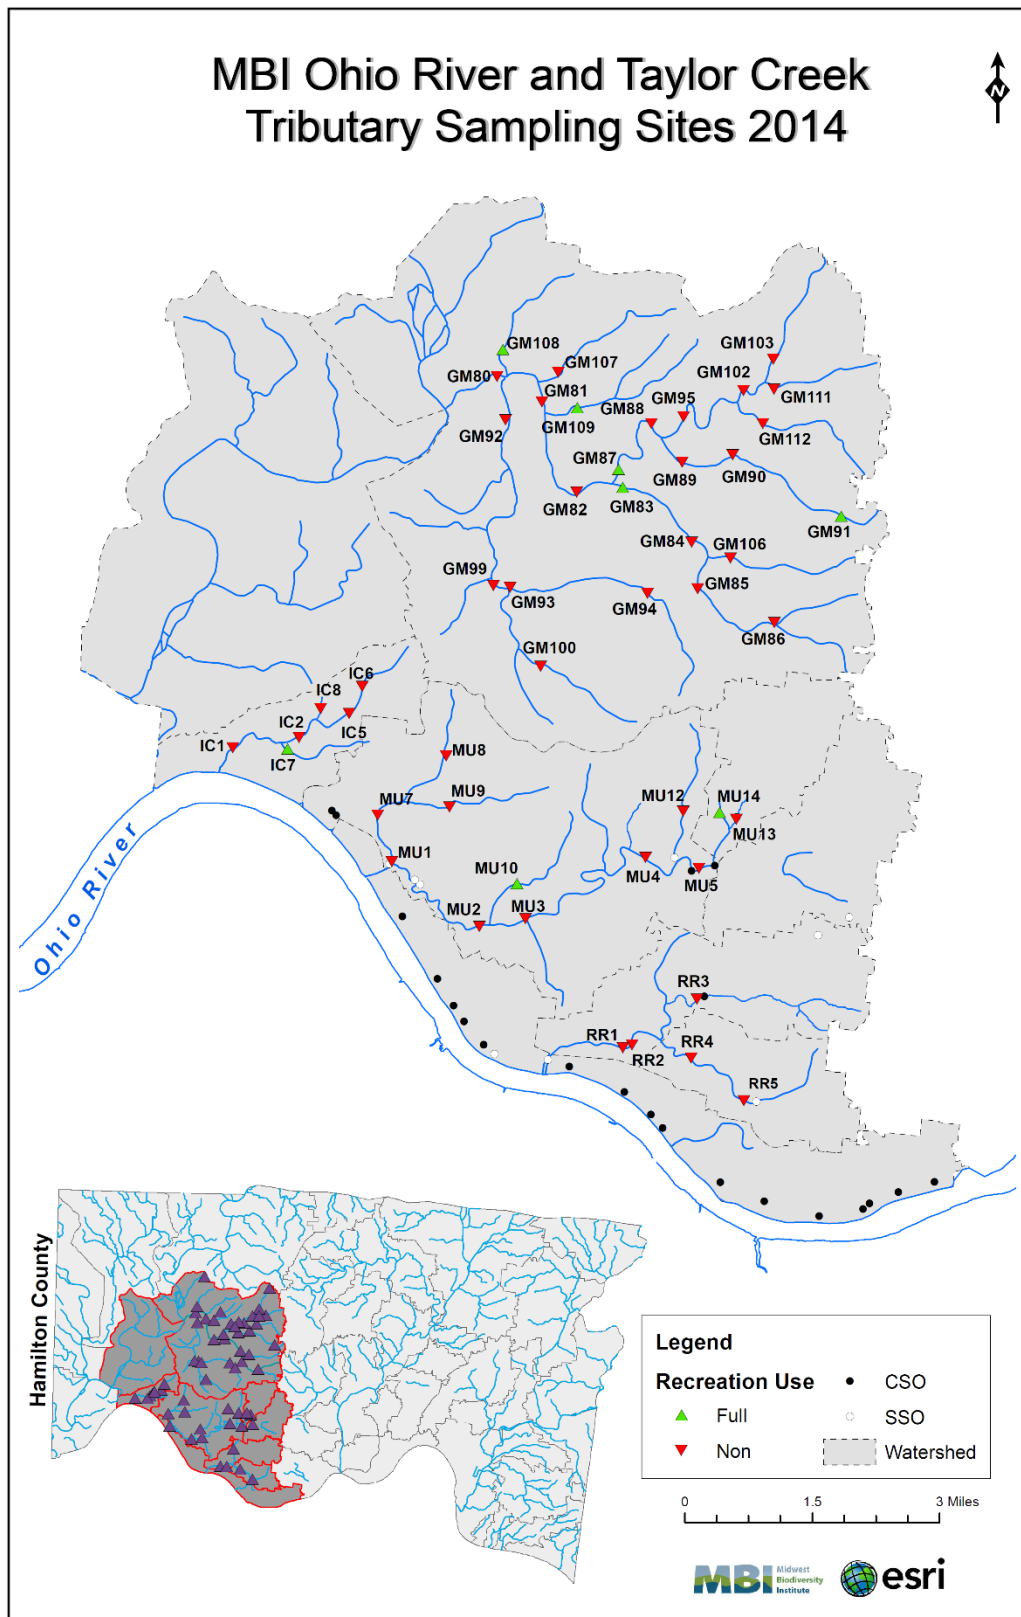 MBI Ohio River and Taylor Creek
Tributary Sampling Sites 2014
N
GM108
GM107
GM103
GM80
GM102
GM81
GM95
GM111
GM88
GM109
GM92
GM112
GM87
GM90
GM89
GM82
GM83
GM91
GM84
GM106
GM99
GM85
GM93
GM94
GM86
GM100
IC6
IC8
IC2
IC5
IC1
IC7
MU8
MU9
MU12
MU14
MU7
MU13
MU1
MU10
MU4
MU5
MU2
MU3
Ohio River
RR3
RR1
RR4
RR2
RR5
Hamilton County
Legend
Recreation Use
CSO
Full
SSO
Non
Watershed
0 1.5 3 Miles
MBI Midwest
Biodiversity
Institute
esri